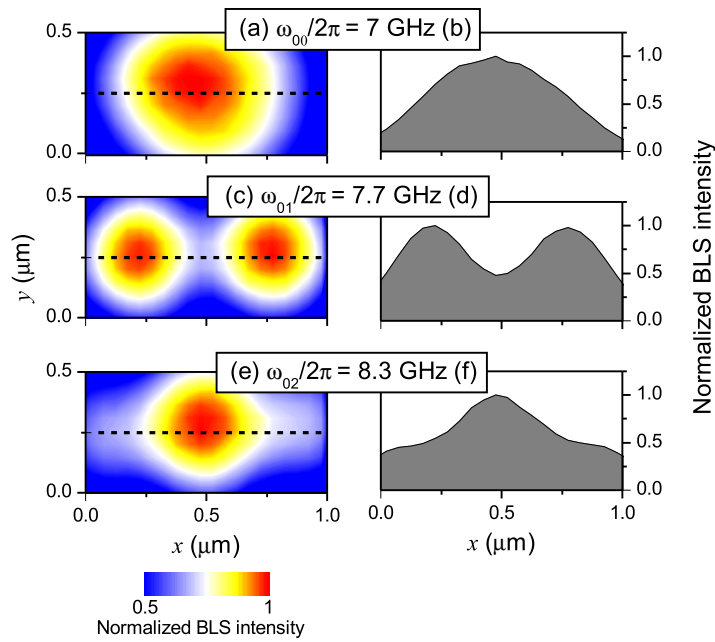 (a) ω00/2π = 7 GHz (b)
0.5
0.0
1.0
0.5
0.0
(c) ω01/2π = 7.7 GHz (d)
0.5
0.0
1.0
0.5
0.0
(e) ω02/2π = 8.3 GHz (f)
0.5
0.0
1.0
0.5
0.0
y (μm)
Normalized BLS intensity
0.0 0.5 1.0
x (μm)
0.0 0.5 1.0
x (μm)
0.5 1
Normalized BLS intensity